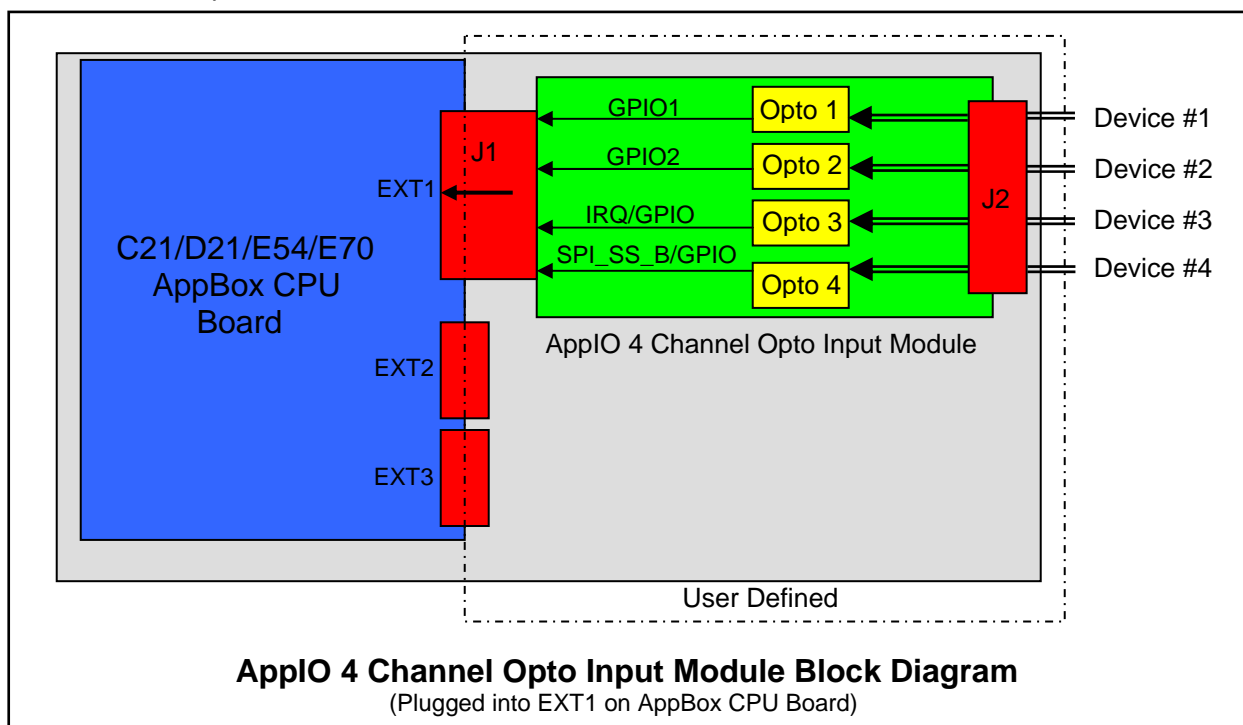 GPIO1
Opto 1
Device #1
J1
GPIO2
Opto 2
Device #2
EXT1
J2
IRQ/GPIO
Opto 3
Device #3
C21/D21/E54/E70
AppBox CPU
Board
SPI_SS_B/GPIO
Opto 4
Device #4
AppIO 4 Channel Opto Input Module
EXT2
EXT3
User Defined
AppIO 4 Channel Opto Input Module Block Diagram
(Plugged into EXT1 on AppBox CPU Board)